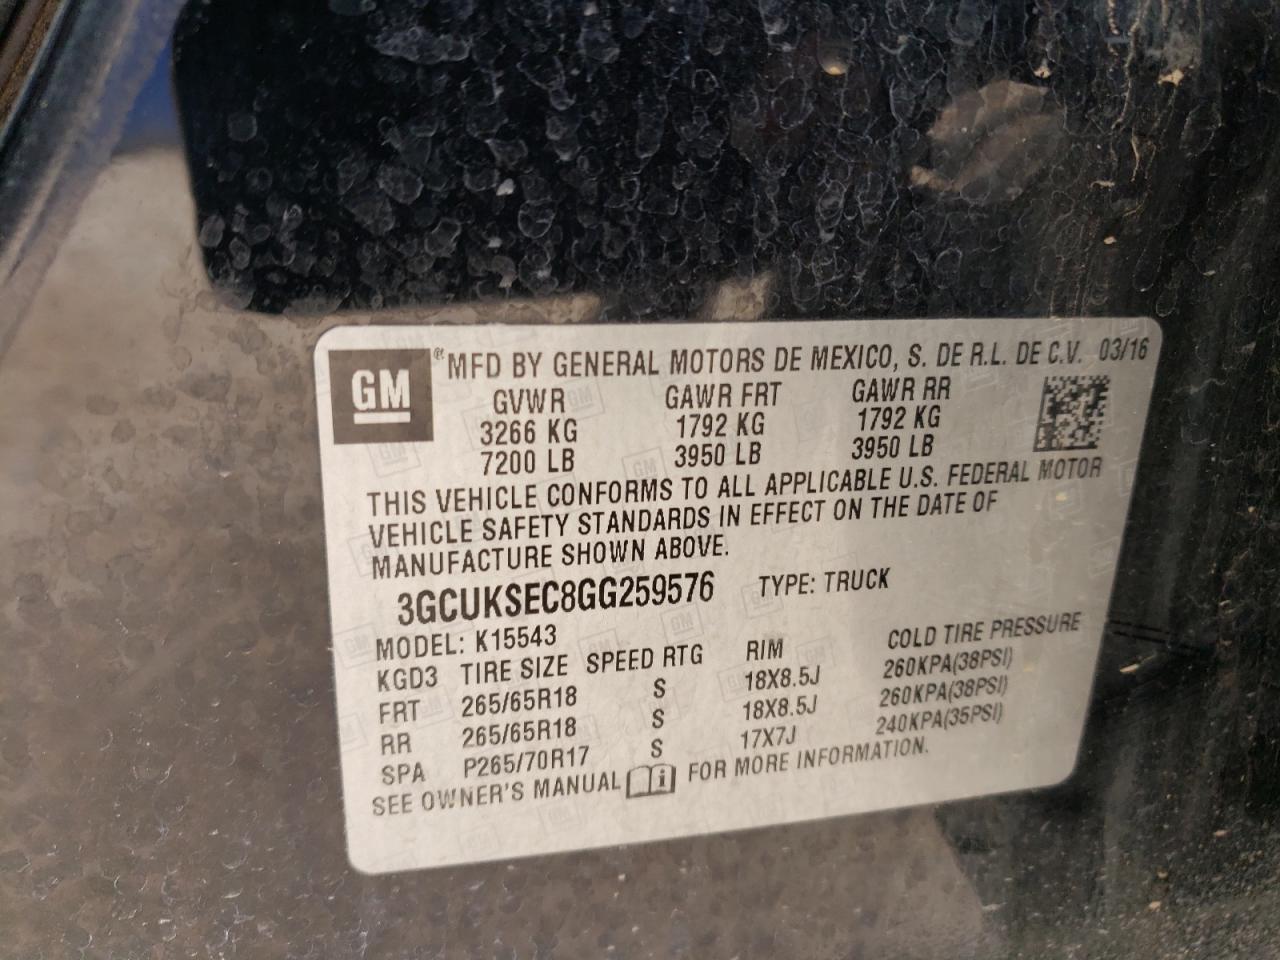 GM ® MFD BY GENERAL MOTORS DE MEXICO, S. DE R.L. DE C.V. 03/16
GVWR GAWR FRT GAWR RR
3266 KG 1792 KG 1792 KG
7200 LB 3950 LB 3950 LB
THIS VEHICLE CONFORMS TO ALL APPLICABLE U.S. FEDERAL MOTOR
VEHICLE SAFETY STANDARDS IN EFFECT ON THE DATE OF
MANUFACTURE SHOWN ABOVE.
3GCUKSEC8GG259576 TYPE: TRUCK
MODEL: K15543
KGD3 TIRE SIZE SPEED RTG RIM COLD TIRE PRESSURE
FRT 265/65R18 S 18X8.5J 260KPA(38PSI)
RR 265/65R18 S 18X8.5J 260KPA(38PSI)
SPA P265/70R17 S 17X7J 240KPA(35PSI)
SEE OWNER'S MANUAL i FOR MORE INFORMATION.